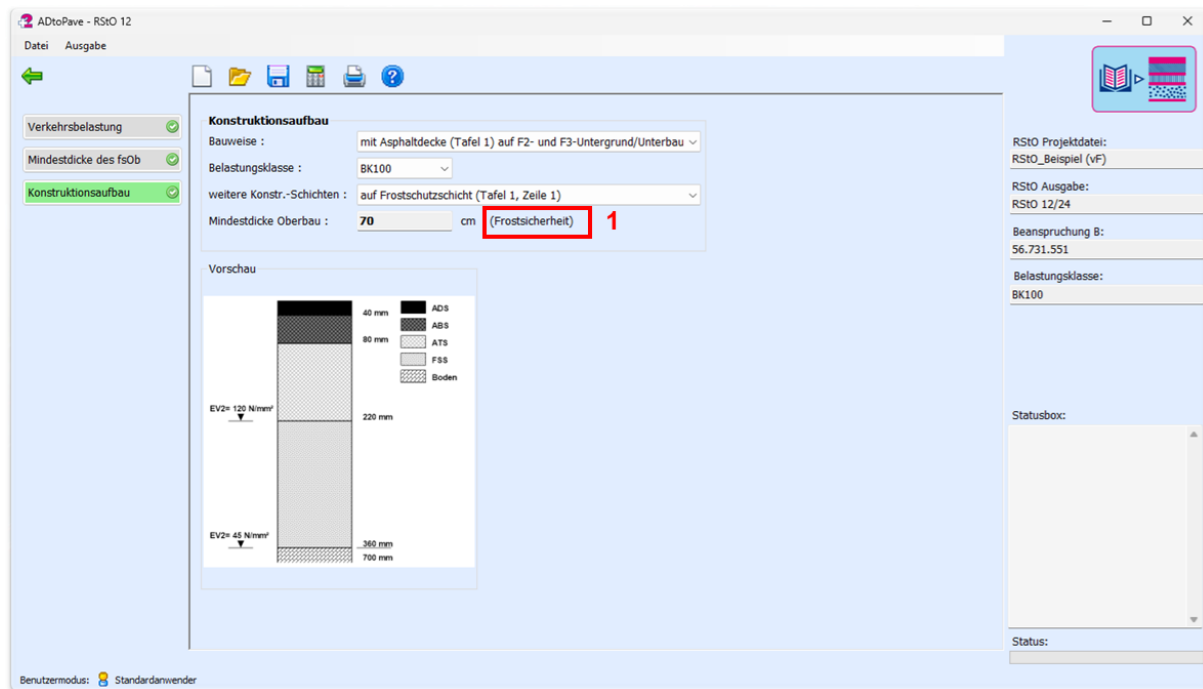 ADtoPave - RStO 12
Datei Ausgabe
Verkehrsbelastung
Mindestdicke des fsOb
Konstruktionsaufbau
Konstruktionsaufbau
Bauweise : mit Asphaltdecke (Tafel 1) auf F2- und F3-Untergrund/Unterbau
Belastungsklasse : BK100
weitere Konstr.-Schichten : auf Frostschutzschicht (Tafel 1, Zeile 1)
Mindestdicke Oberbau : 70 cm (Frostsicherheit) 1
Vorschau
40 mm ADS
ABS
80 mm ATS
FSS
Boden
EV2= 120 N/mm²
220 mm
EV2= 45 N/mm²
360 mm
700 mm
RStO Projektdatei:
RStO_Beispiel (vF)
RStO Ausgabe:
RStO 12/24
Beanspruchung B:
56.731.551
Belastungsklasse:
BK100
Statusbox:
Status:
Benutzermodus: Standardanwender